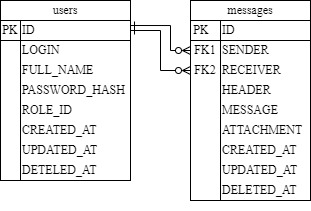 users
PK ID
LOGIN
FULL_NAME
PASSWORD_HASH
ROLE_ID
CREATED_AT
UPDATED_AT
DETELED_AT
messages
PK ID
FK1 SENDER
FK2 RECEIVER
HEADER
MESSAGE
ATTACHMENT
CREATED_AT
UPDATED_AT
DELETED_AT